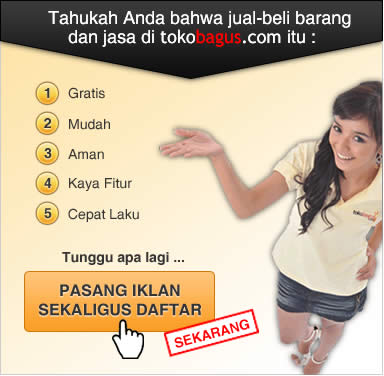 Tahukah Anda bahwa jual-beli barang
dan jasa di tokobagus.com itu :
1 Gratis
2 Mudah
3 Aman
4 Kaya Fitur
5 Cepat Laku
Tunggu apa lagi ...
PASANG IKLAN
SEKALIGUS DAFTAR
SEKARANG